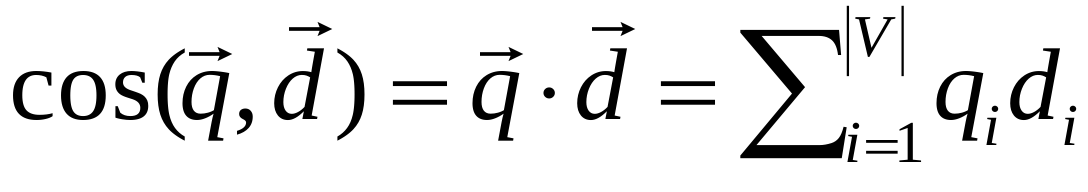 cos(q⃗, d⃗) = q⃗ · d⃗ = ∑_{i=1}^{|V|} q_i d_i